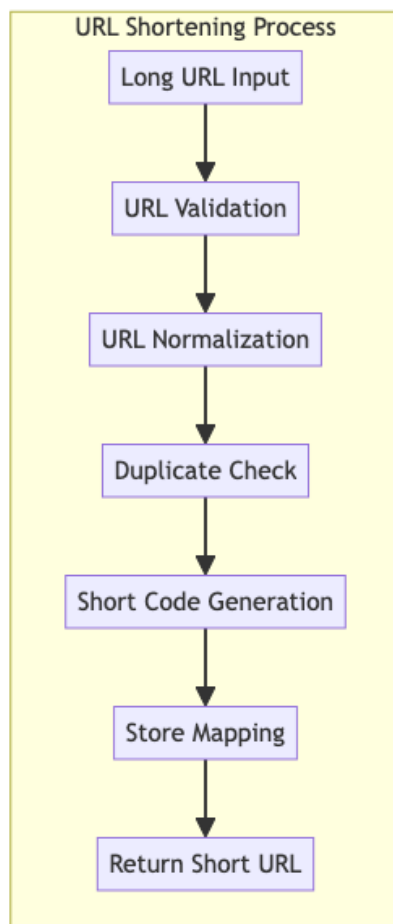 URL Shortening Process
Long URL Input
URL Validation
URL Normalization
Duplicate Check
Short Code Generation
Store Mapping
Return Short URL